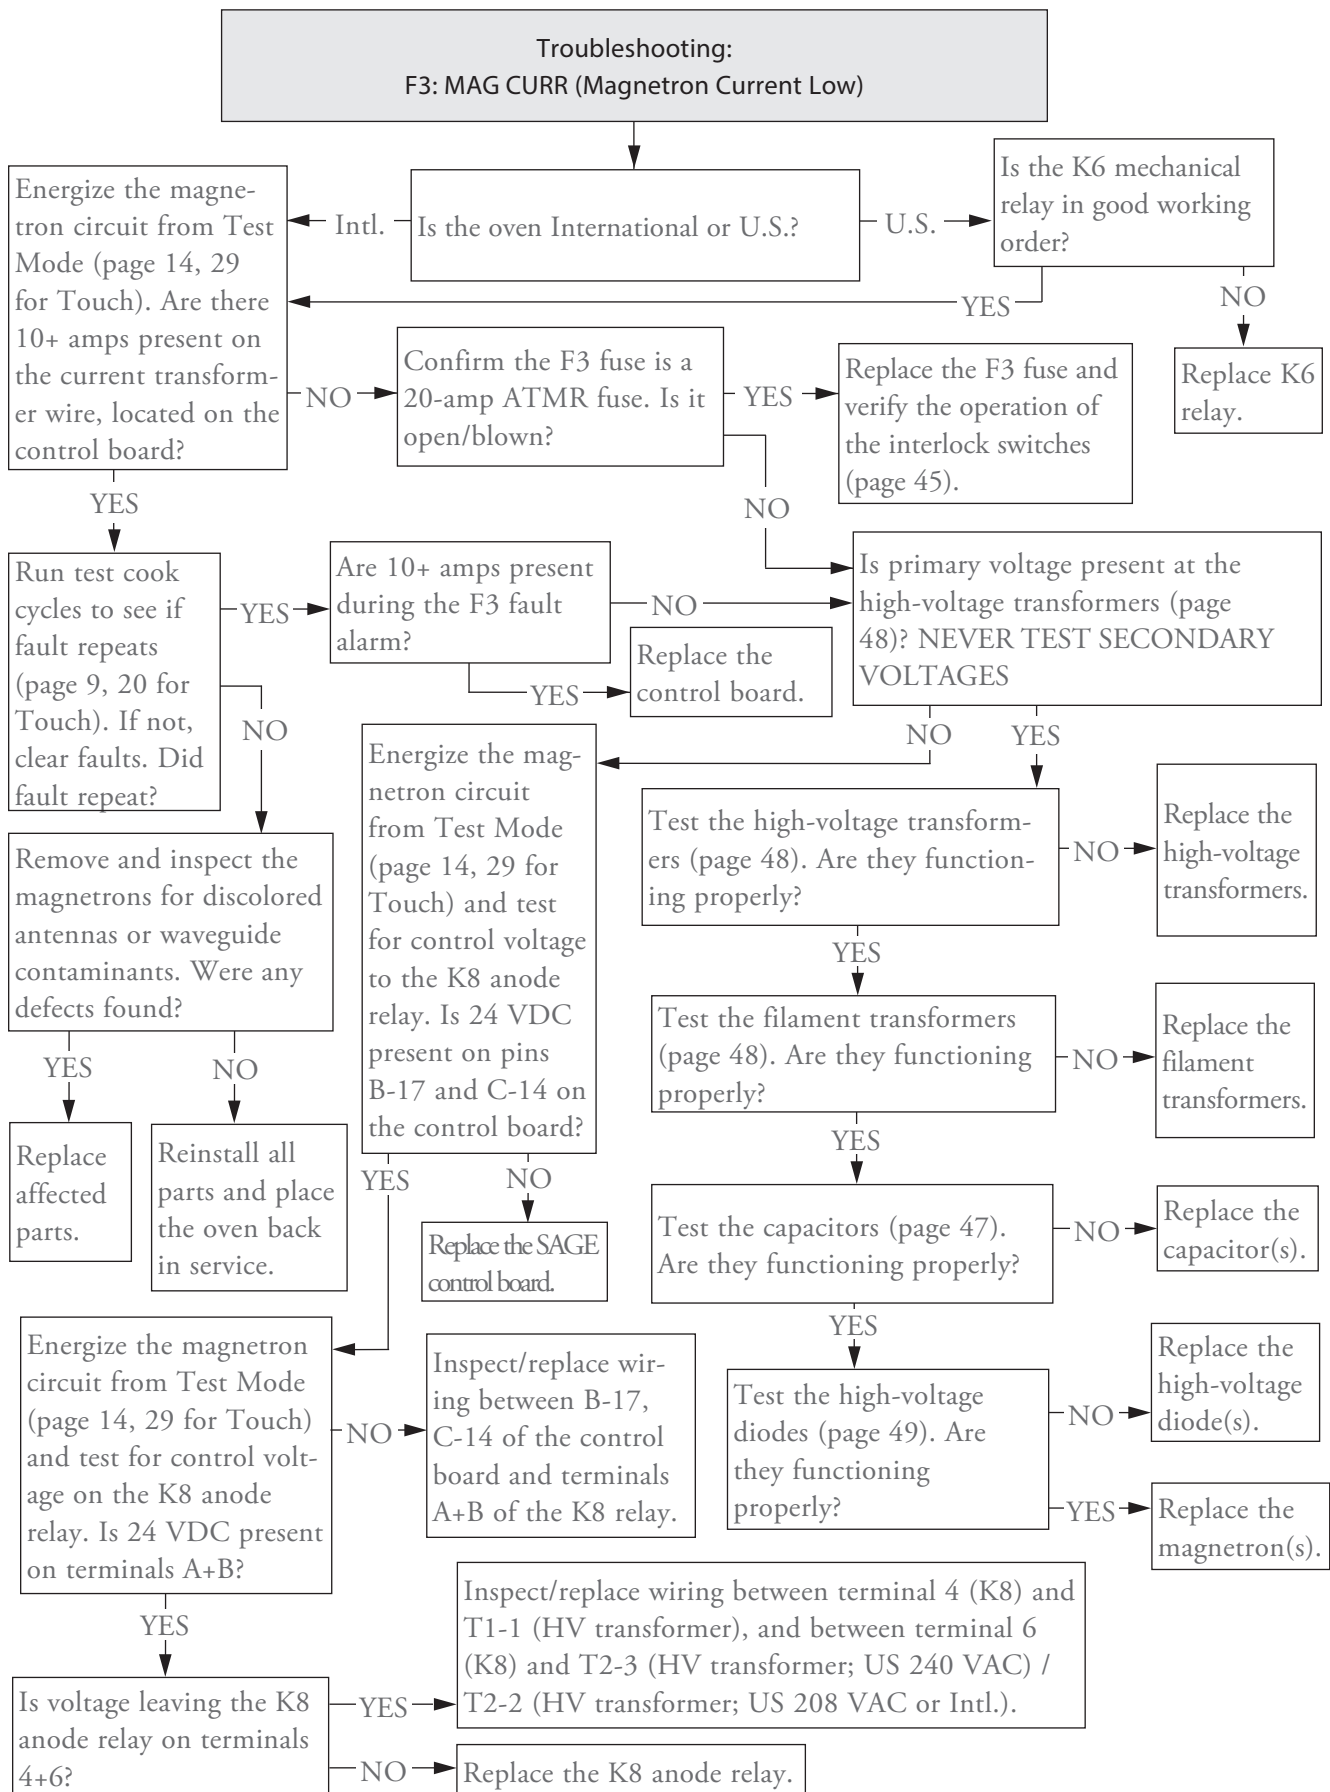 Troubleshooting:
F3: MAG CURR (Magnetron Current Low)
Is the oven International or U.S.?
Intl.
U.S.
Is the K6 mechanical
relay in good working
order?
YES
NO
Replace K6
relay.
Energize the magne-
tron circuit from Test
Mode (page 14, 29
for Touch). Are there
10+ amps present on
the current transform-
er wire, located on the
control board?
NO
Confirm the F3 fuse is a
20-amp ATMR fuse. Is it
open/blown?
YES
Replace the F3 fuse and
verify the operation of
the interlock switches
(page 45).
NO
YES
Run test cook
cycles to see if
fault repeats
(page 9, 20 for
Touch). If not,
clear faults. Did
fault repeat?
YES
Are 10+ amps present
during the F3 fault
alarm?
NO
YES
Replace the
control board.
Is primary voltage present at the
high-voltage transformers (page
48)? NEVER TEST SECONDARY
VOLTAGES
NO
YES
NO
Remove and inspect the
magnetrons for discolored
antennas or waveguide
contaminants. Were any
defects found?
YES
NO
Replace
affected
parts.
Reinstall all
parts and place
the oven back
in service.
Energize the mag-
netron circuit
from Test Mode
(page 14, 29 for
Touch) and test
for control voltage
to the K8 anode
relay. Is 24 VDC
present on pins
B-17 and C-14 on
the control board?
YES
NO
Replace the SAGE
control board.
Test the high-voltage transform-
ers (page 48). Are they function-
ing properly?
NO
Replace the
high-voltage
transformers.
YES
Test the filament transformers
(page 48). Are they functioning
properly?
NO
Replace the
filament
transformers.
YES
Test the capacitors (page 47).
Are they functioning properly?
NO
Replace the
capacitor(s).
YES
Test the high-voltage
diodes (page 49). Are
they functioning
properly?
NO
Replace the
high-voltage
diode(s).
YES
Replace the
magnetron(s).
Energize the magnetron
circuit from Test Mode
(page 14, 29 for Touch)
and test for control volt-
age on the K8 anode
relay. Is 24 VDC present
on terminals A+B?
NO
Inspect/replace wir-
ing between B-17,
C-14 of the control
board and terminals
A+B of the K8 relay.
YES
Is voltage leaving the K8
anode relay on terminals
4+6?
YES
Inspect/replace wiring between terminal 4 (K8) and
T1-1 (HV transformer), and between terminal 6
(K8) and T2-3 (HV transformer; US 240 VAC) /
T2-2 (HV transformer; US 208 VAC or Intl.).
NO
Replace the K8 anode relay.